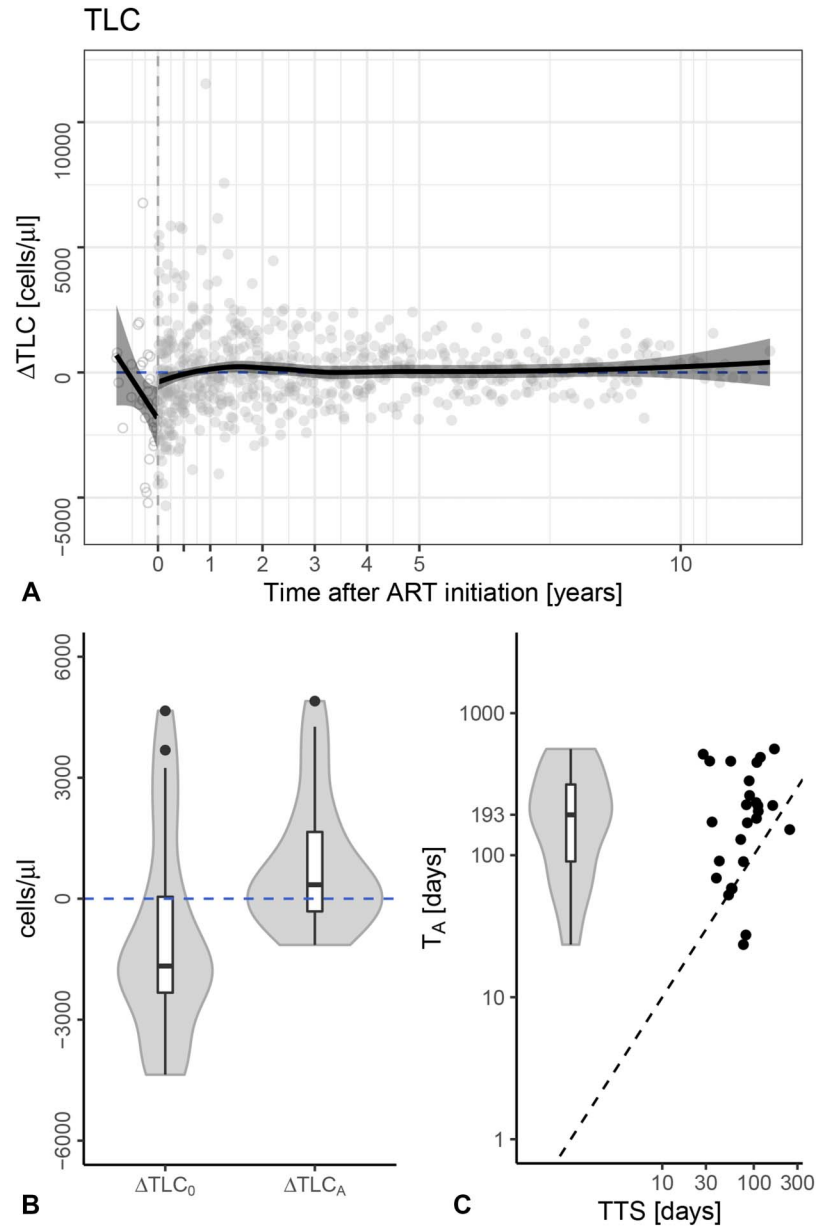 TLC
ΔTLC [cells/μl]
10000
5000
0
−5000
0 1 2 3 4 5 10
Time after ART initiation [years]
A
cells/μl
6000
3000
0
−3000
−6000
ΔTLC₀ ΔTLC_A
B
T_A [days]
1000
193
100
10
1
10 30 100 300
TTS [days]
C